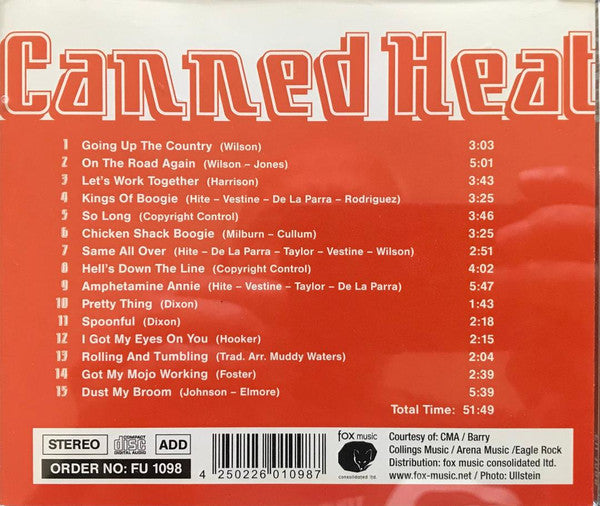 Canned Heat
1 Going Up The Country (Wilson) 3:03
2 On The Road Again (Wilson – Jones) 5:01
3 Let's Work Together (Harrison) 3:43
4 Kings Of Boogie (Hite – Vestine – De La Parra – Rodriguez) 3:25
5 So Long (Copyright Control) 3:46
6 Chicken Shack Boogie (Milburn – Cullum) 3:25
7 Same All Over (Hite – De La Parra – Taylor – Vestine – Wilson) 2:51
8 Hell's Down The Line (Copyright Control) 4:02
9 Amphetamine Annie (Hite – Vestine – Taylor – De La Parra) 5:47
10 Pretty Thing (Dixon) 1:43
11 Spoonful (Dixon) 2:18
12 I Got My Eyes On You (Hooker) 2:15
13 Rolling And Tumbling (Trad. Arr. Muddy Waters) 2:04
14 Got My Mojo Working (Foster) 2:39
15 Dust My Broom (Johnson – Elmore) 5:39
Total Time: 51:49
STEREO COMPACT disc DIGITAL AUDIO ADD
ORDER NO: FU 1098
4 250226 010987
fox music
consolidated ltd.
Courtesy of: CMA / Barry
Collings Music / Arena Music /Eagle Rock
Distribution: fox music consolidated ltd.
www.fox-music.net / Photo: Ullstein